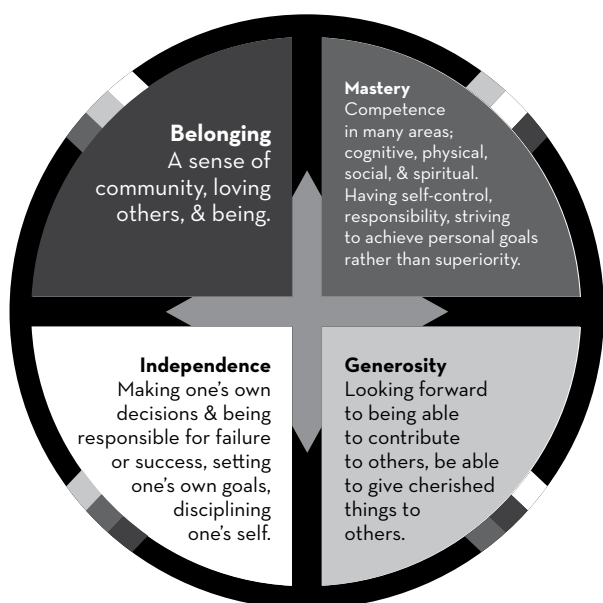 Belonging
A sense of
community, loving
others, & being.
Mastery
Competence
in many areas;
cognitive, physical,
social, & spiritual.
Having self-control,
responsibility, striving
to achieve personal goals
rather than superiority.
Independence
Making one's own
decisions & being
responsible for failure
or success, setting
one's own goals,
disciplining
one's self.
Generosity
Looking forward
to being able
to contribute
to others, be able
to give cherished
things to
others.